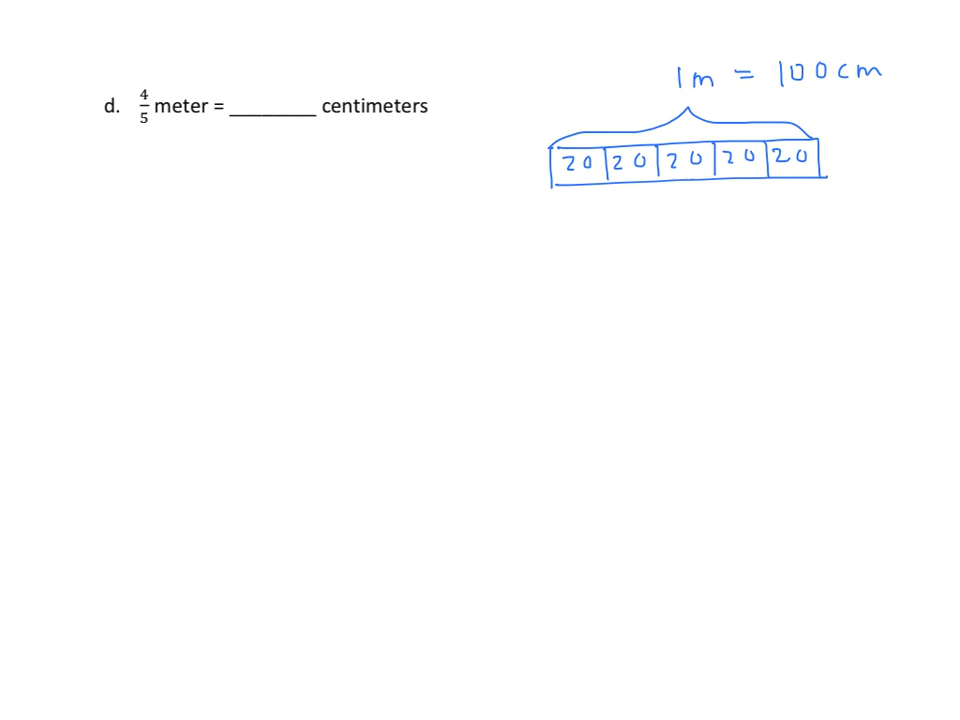 1m = 100cm
d. 4/5 meter = ________ centimeters
20 20 20 20 20